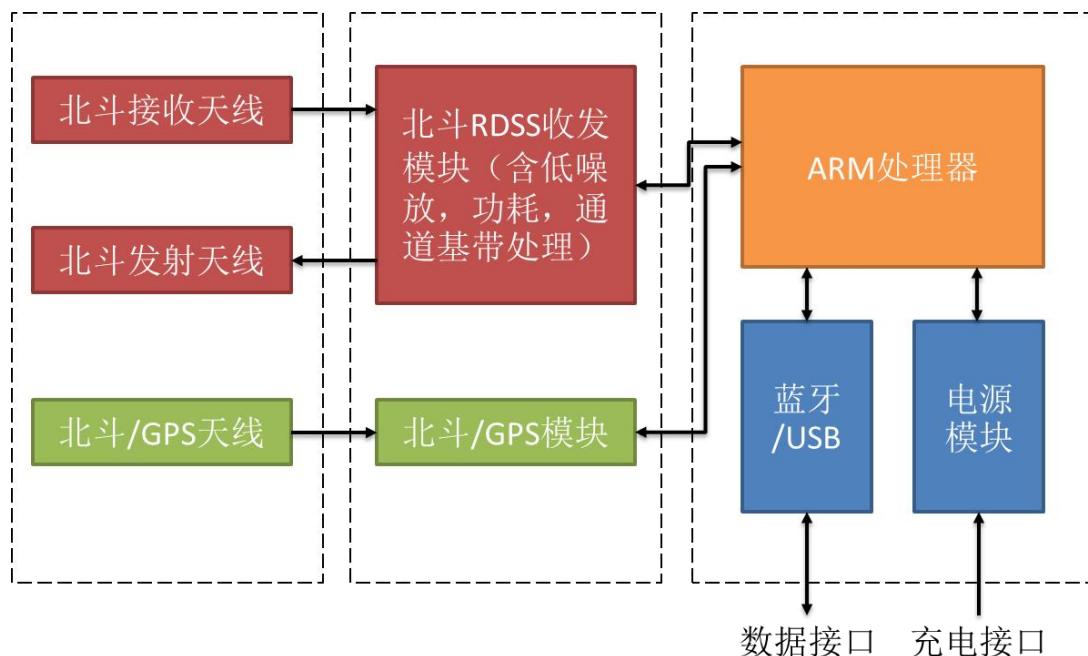 北斗接收天线
北斗RDSS收发
模块（含低噪
放，功耗，通
道基带处理）
ARM处理器
北斗发射天线
北斗/GPS天线
北斗/GPS模块
蓝牙
/USB
电源
模块
数据接口
充电接口